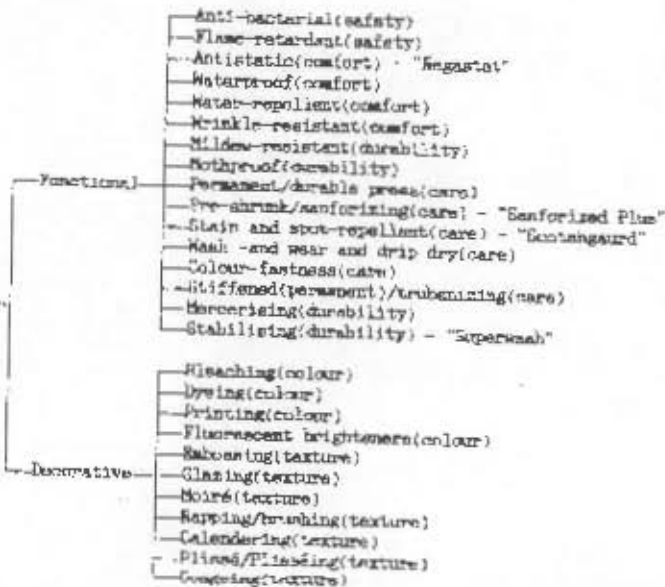 Anti-bacterial(safety)
Flame-retardant(safety)
Antistatic(comfort) - "Negastat"
Waterproof(comfort)
Water-repellent(comfort)
Wrinkle-resistant(comfort)
Mildew-resistant(durability)
Mothproof(durability)
Functional
Permanent/durable press(care)
Pre-shrunk/sanforizing(care) - "Sanforized Plus"
Stain and spot-repellent(care) - "Scotahgaurd"
Wash -and wear and drip dry(care)
Colour-fastness(care)
Stiffened(permanent)/trubenizing(care)
Mercerising(durability)
Stabilising(durability) - "Superwash"
Bleaching(colour)
Dyeing(colour)
Printing(colour)
Fluorescent brighteners(colour)
Embossing(texture)
Decorative
Glazing(texture)
Moiré(texture)
Napping/brushing(texture)
Calendering(texture)
Plissé/Plisséing(texture)
(texture)